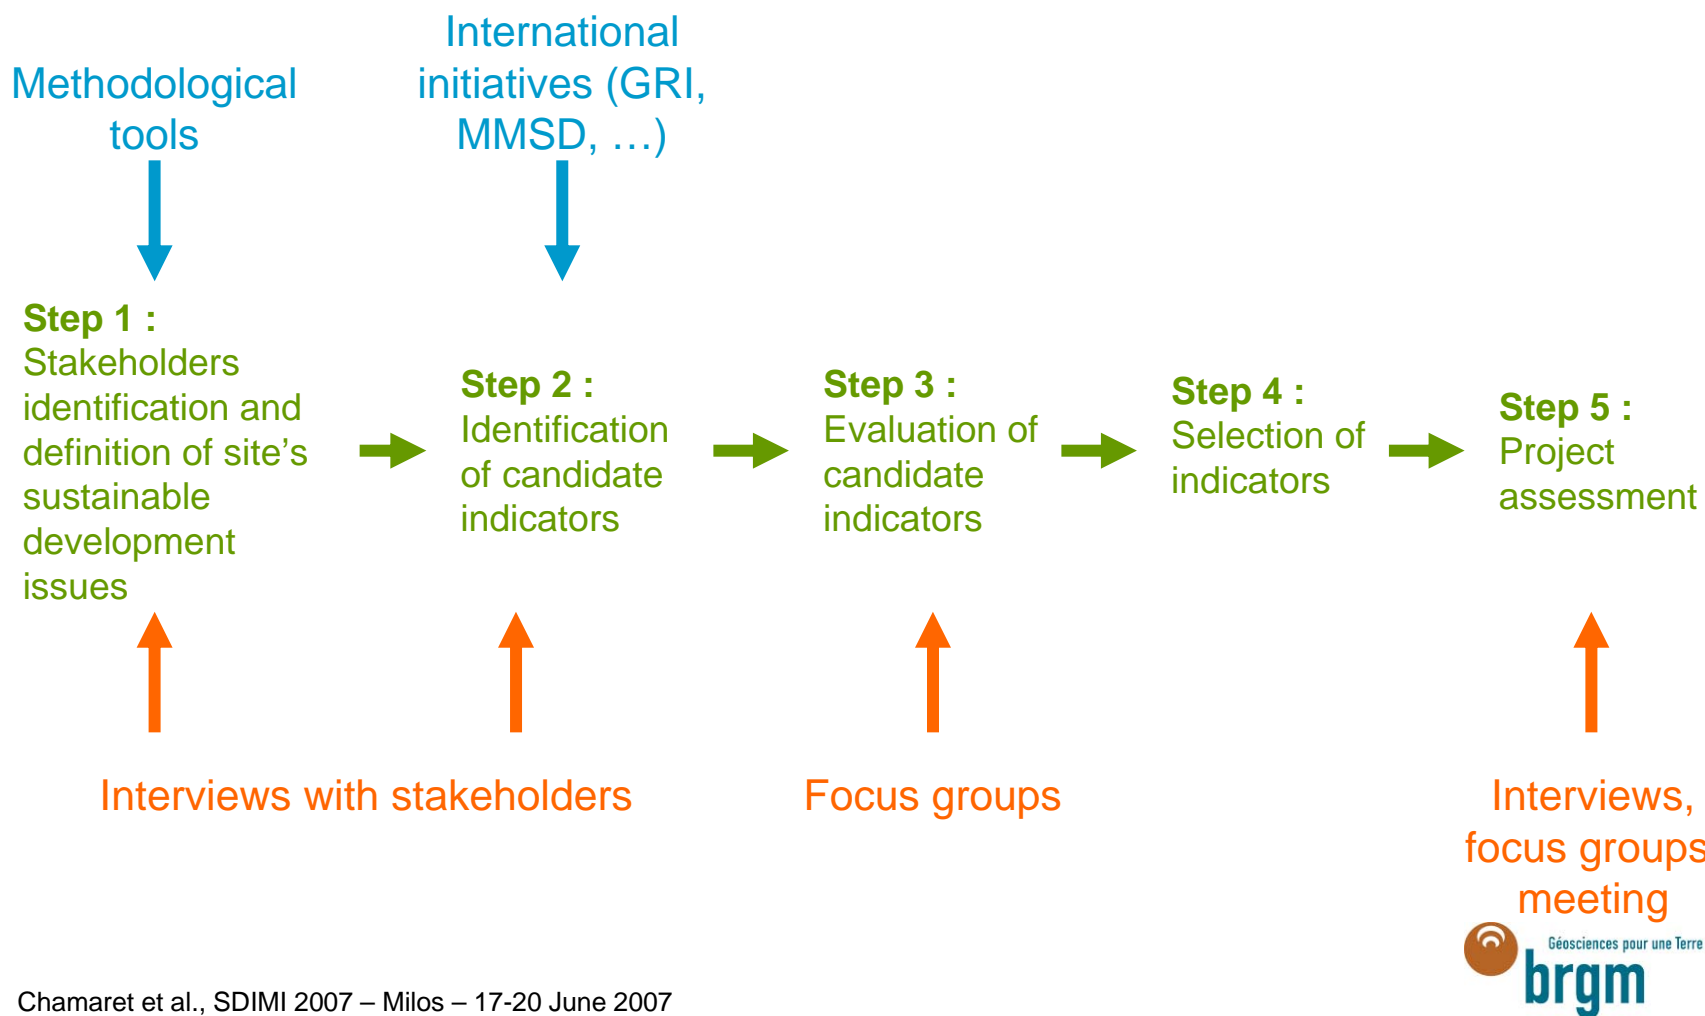 Methodological
tools
International
initiatives (GRI,
MMSD, …)
Step 1 :
Stakeholders
identification and
definition of site's
sustainable
development
issues
Step 2 :
Identification
of candidate
indicators
Step 3 :
Evaluation of
candidate
indicators
Step 4 :
Selection of
indicators
Step 5 :
Project
assessment
Interviews with stakeholders
Focus groups
Interviews,
focus groups
meeting
Géosciences pour une Terre
brgm
Chamaret et al., SDIMI 2007 – Milos – 17-20 June 2007